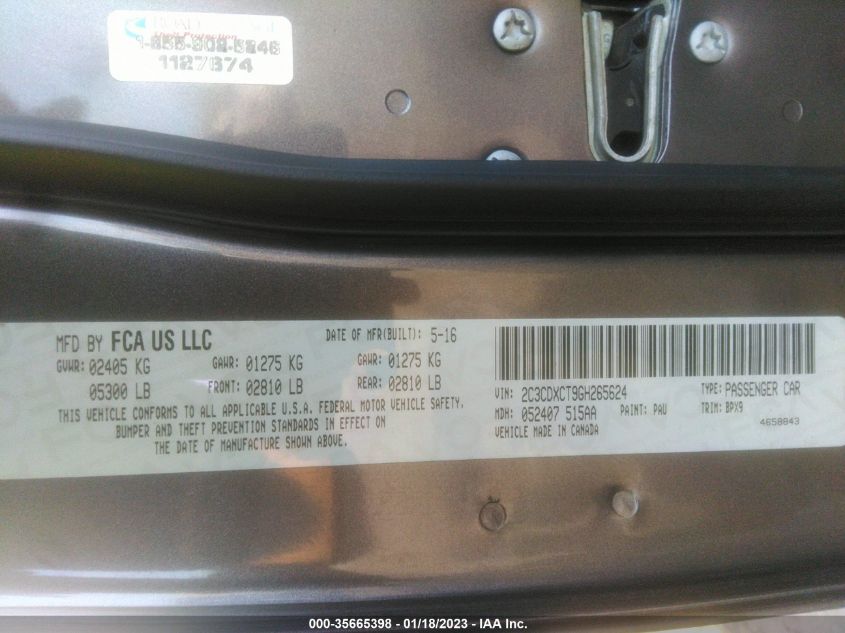 1127674
MFD BY FCA US LLC DATE OF MFR(BUILT): 5-16
GVWR: 02405 KG GAWR: 01275 KG GAWR: 01275 KG
05300 LB FRONT: 02810 LB REAR: 02810 LB
THIS VEHICLE CONFORMS TO ALL APPLICABLE U.S.A. FEDERAL MOTOR VEHICLE SAFETY,
BUMPER AND THEFT PREVENTION STANDARDS IN EFFECT ON
THE DATE OF MANUFACTURE SHOWN ABOVE.
VIN: 2C3CDXCT9GH265624 TYPE: PASSENGER CAR
MDH: 052407 515AA PAINT: PAU TRIM: BPX9
VEHICLE MADE IN CANADA 4658843
000-35665398 - 01/18/2023 - IAA Inc.